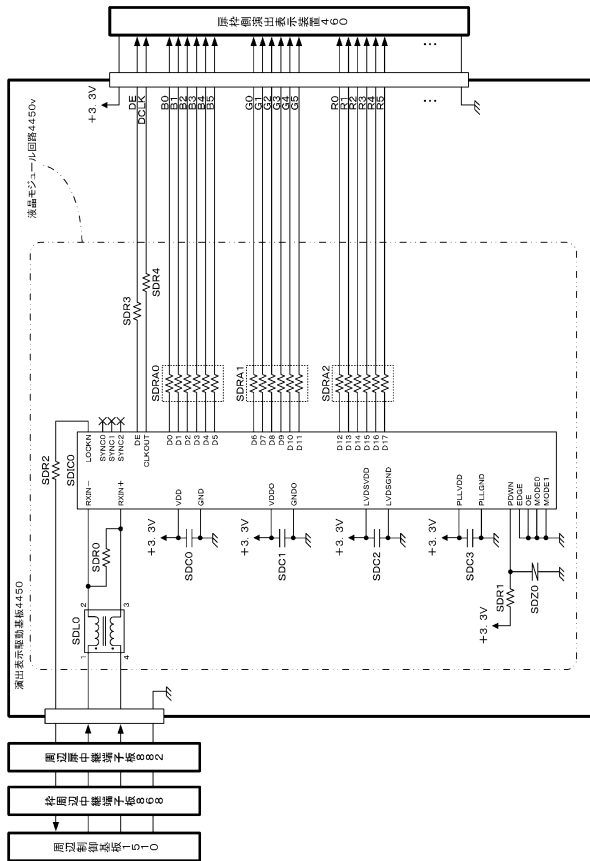 扉枠側演出表示装置460
+3. 3V
DE
DCLK
B0
B1
B2
B3
B4
B5
G0
G1
G2
G3
G4
G5
R0
R1
R2
R3
R4
R5
...
...
液晶モジュール回路4450v
SDR3
SDR4
SDRA0
SDRA1
SDRA2
SDR2
SDIC0
LOCKN
SYNC0
SYNC1
SYNC2
DE
CLKOUT
D0
D1
D2
D3
D4
D5
D6
D7
D8
D9
D10
D11
D12
D13
D14
D15
D16
D17
RXIN-
RXIN+
VDD
GND
VDDO
GNDO
LVDSVDD
LVDSGND
PLLVDD
PLLGND
PDWN
EDGE
OE
MODE0
MODE1
SDR0
+3. 3V
SDC0
+3. 3V
SDC1
+3. 3V
SDC2
+3. 3V
SDC3
+3. 3V
SDR1
SDZ0
SDL0
1
2
3
4
演出表示駆動基板4450
周辺扉中継端子板882
枠周辺中継端子板868
周辺制御基板1510